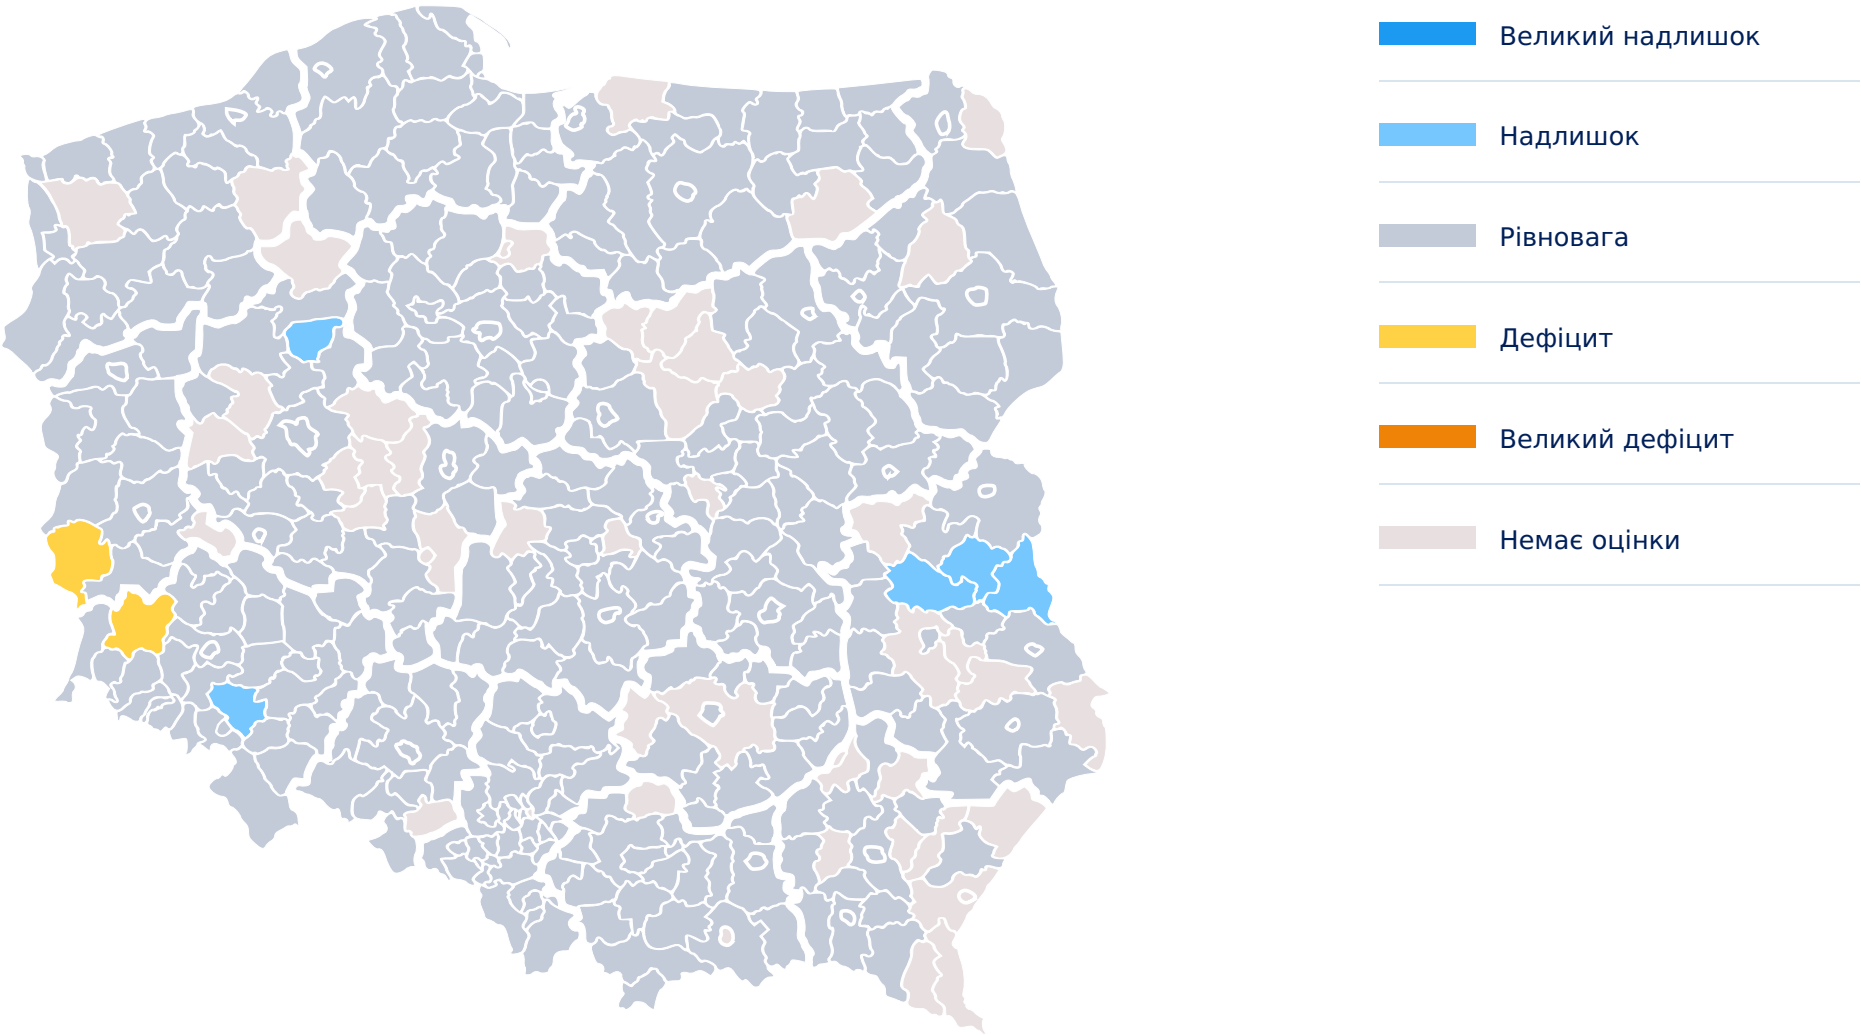 Великий надлишок
Надлишок
Рівновага
Дефіцит
Великий дефіцит
Немає оцінки